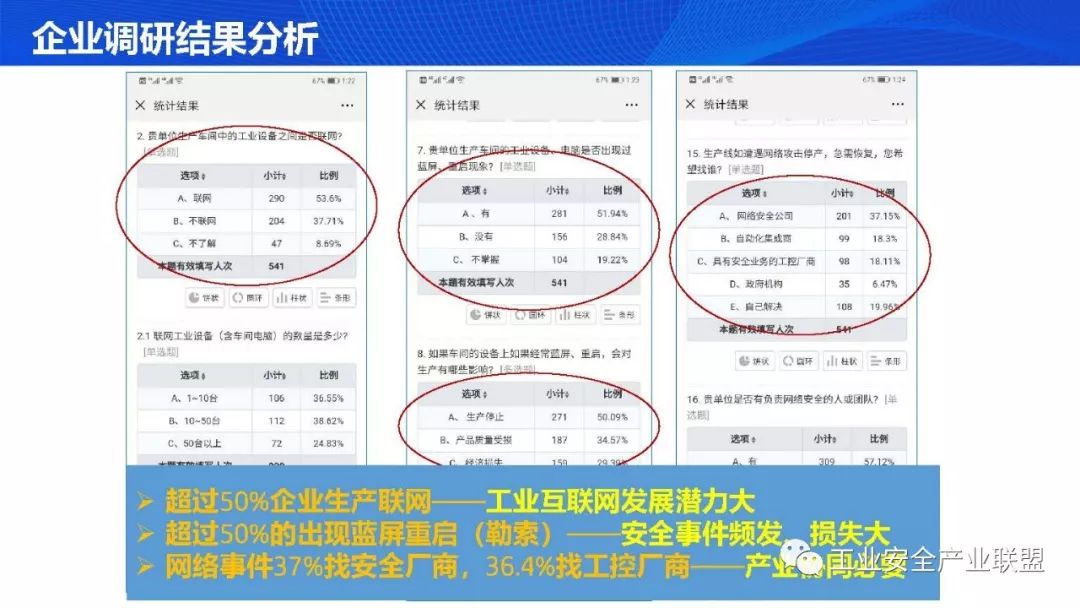 企业调研结果分析
67% 1:22
统计结果
2. 贵单位生产车间中的工业设备之间是否联网?
[单选题]
选项 小计 比例
A、联网 290 53.6%
B、不联网 204 37.71%
C、不了解 47 8.69%
本题有效填写人次 541
饼状 圆环 柱状 条形
2.1 联网工业设备（含车间电脑）的数量是多少?
[单选题]
选项 小计 比例
A、1~10台 106 36.55%
B、10~50台 112 38.62%
C、50台以上 72 24.83%
67% 1:23
统计结果
7. 贵单位生产车间的工业设备、电脑是否出现过
蓝屏、重启现象? [单选题]
选项 小计 比例
A、有 281 51.94%
B、没有 156 28.84%
C、不掌握 104 19.22%
本题有效填写人次 541
饼状 圆环 柱状 条形
8. 如果车间的设备上如果经常蓝屏、重启，会对
生产有哪些影响? [多选题]
选项 小计 比例
A、生产停止 271 50.09%
B、产品质量受损 187 34.57%
C、经济损失 159 29.39%
67% 1:24
统计结果
15. 生产线如遭遇网络攻击停产，急需恢复，您希
望找谁? [单选题]
选项 小计 比例
A、网络安全公司 201 37.15%
B、自动化集成商 99 18.3%
C、具有安全业务的工控厂商 98 18.11%
D、政府机构 35 6.47%
E、自己解决 108 19.96%
本题有效填写人次 541
饼状 圆环 柱状 条形
16. 贵单位是否有负责网络安全的人或团队? [单
选题]
选项 小计 比例
A、有 309 57.12%
➢ 超过50%企业生产联网——工业互联网发展潜力大
➢ 超过50%的出现蓝屏重启（勒索）——安全事件频发，损失大
➢ 网络事件37%找安全厂商，36.4%找工控厂商——产业
工业安全产业联盟